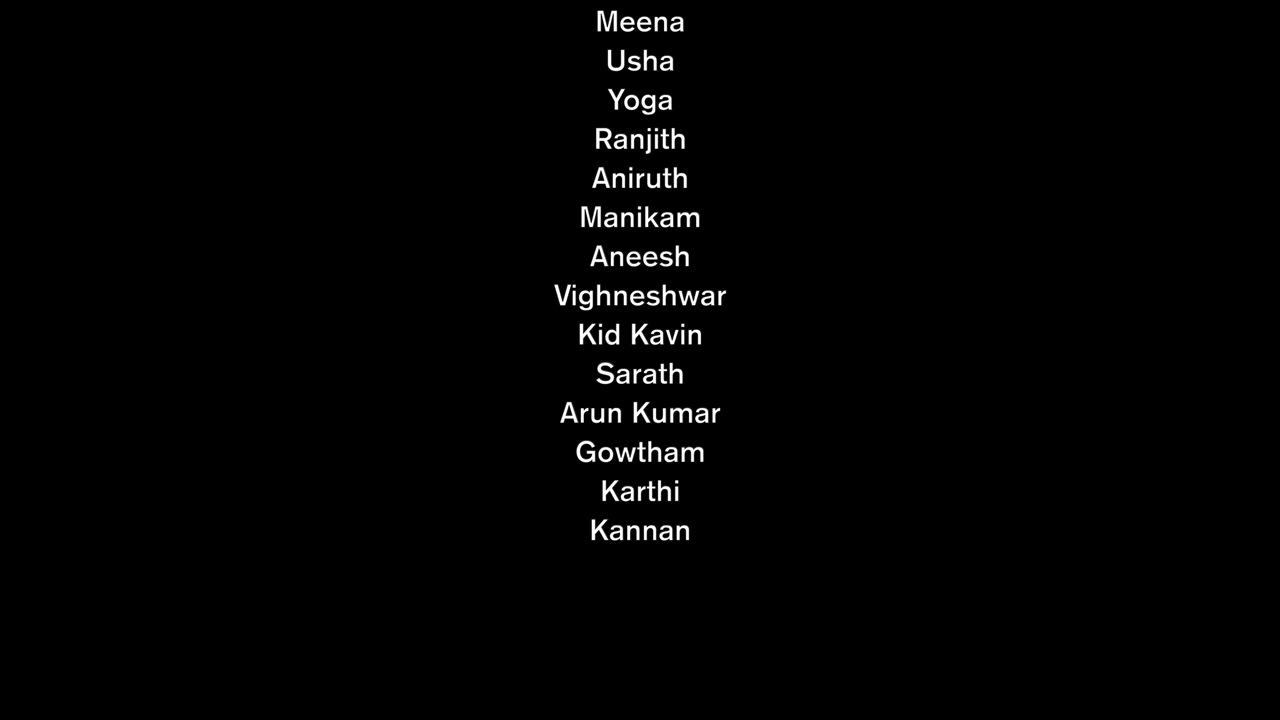 Meena
Usha
Yoga
Ranjith
Aniruth
Manikam
Aneesh
Vighneshwar
Kid Kavin
Sarath
Arun Kumar
Gowtham
Karthi
Kannan